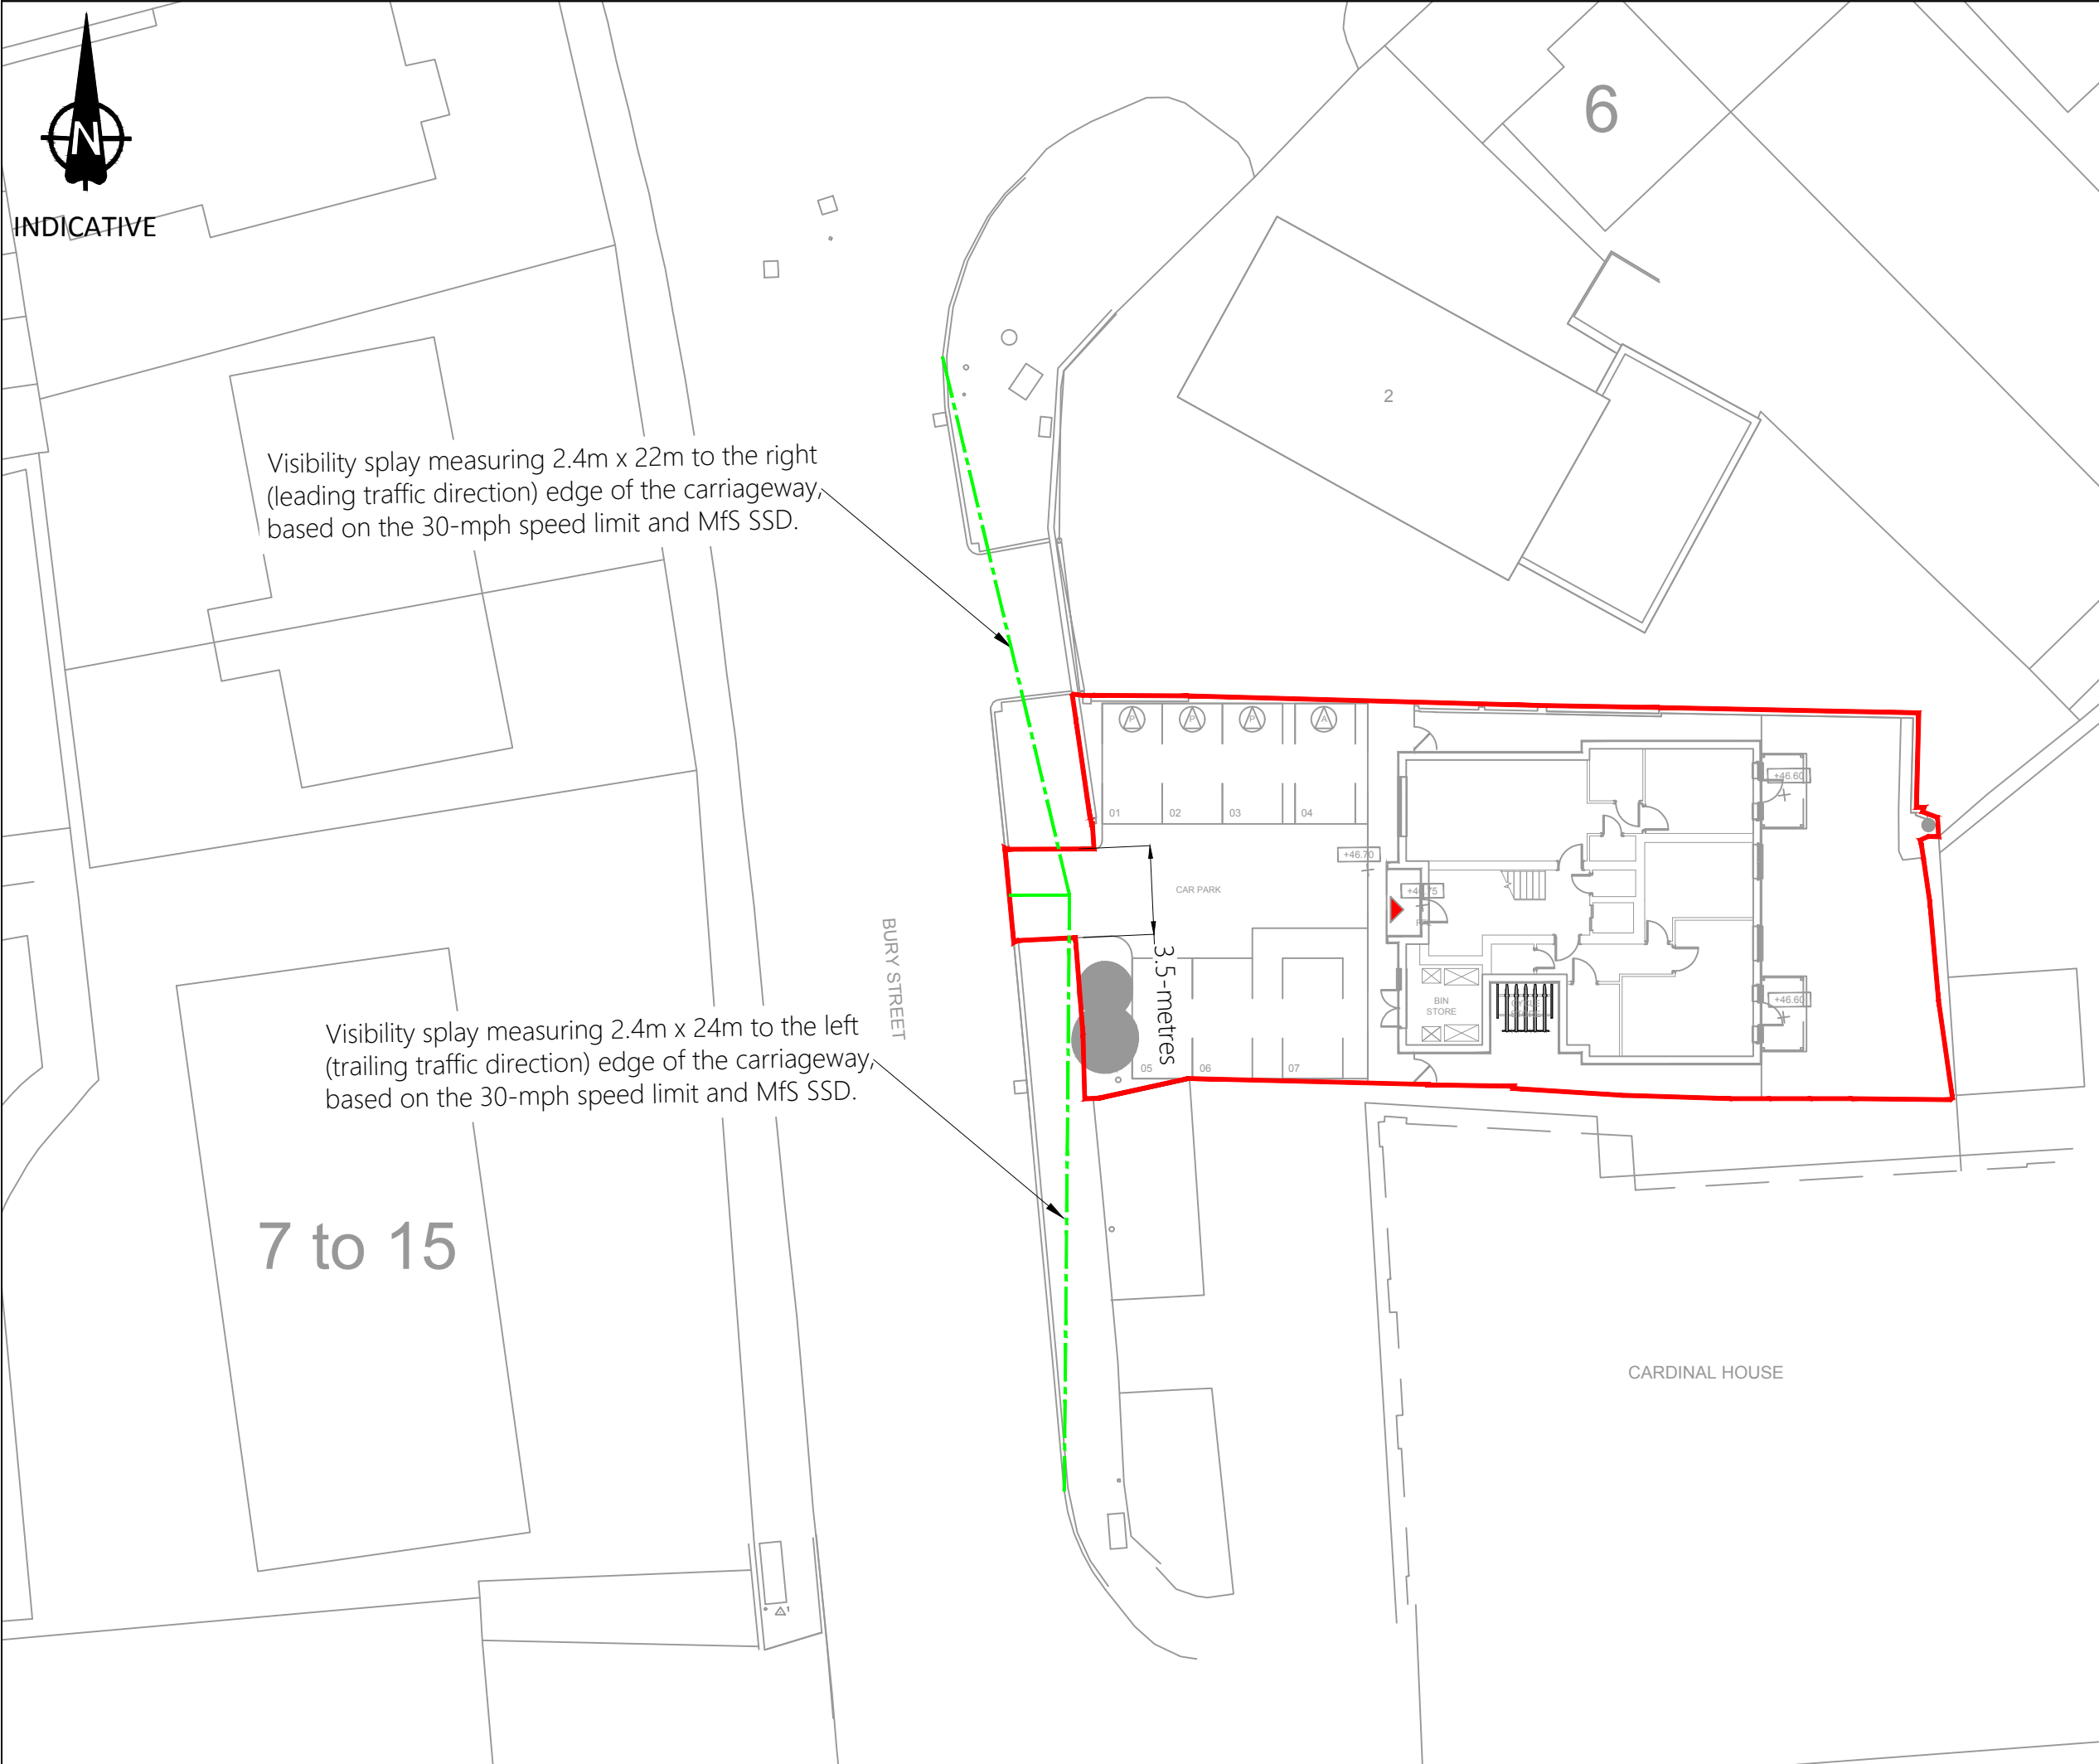 N
INDICATIVE
6
2
Visibility splay measuring 2.4m x 22m to the right
(leading traffic direction) edge of the carriageway,
based on the 30-mph speed limit and MfS SSD.
P
P
P
A
01
02
03
04
+46.60
+46.70
CAR PARK
BURY STREET
3.5-metres
BIN
STORE
+46.60
05
06
07
Visibility splay measuring 2.4m x 24m to the left
(trailing traffic direction) edge of the carriageway,
based on the 30-mph speed limit and MfS SSD.
7 to 15
CARDINAL HOUSE
1